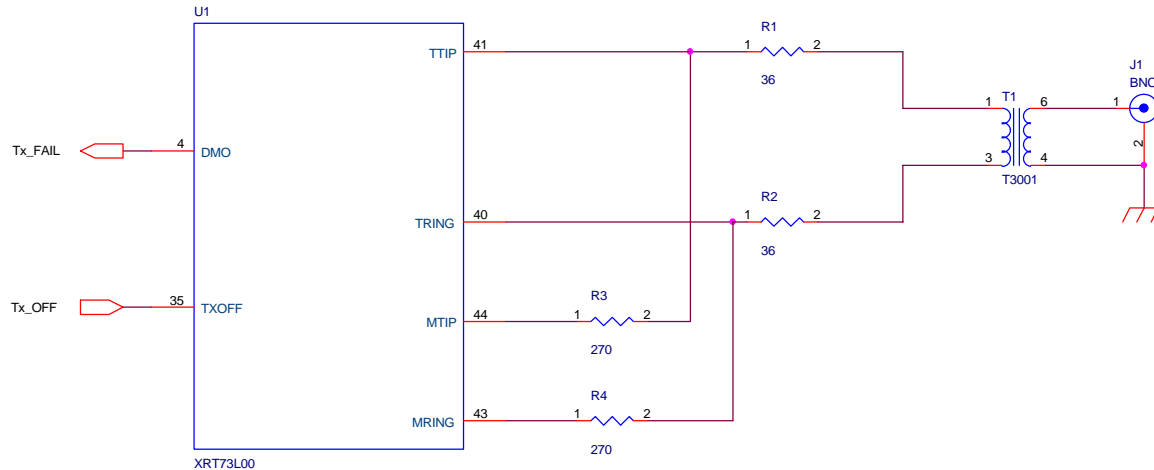 U1
TTIP 41
1 R1 2
36
J1
BNC
T1
1 6 1
Tx_FAIL 4 DMO
3 4 2
T3001
TRING 40
1 R2 2
36
Tx_OFF 35 TXOFF
MTIP 44
1 R3 2
270
MRING 43
1 R4 2
270
XRT73L00